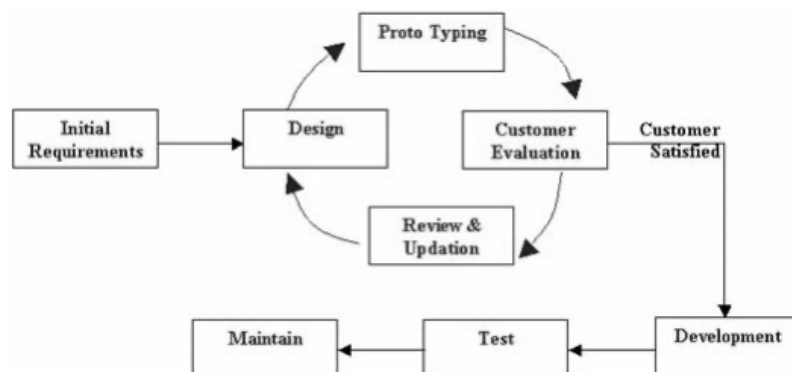 Proto Typing
Initial
Requirements
Design
Customer
Evaluation
Customer
Satisfied
Review &
Updation
Maintain
Test
Development